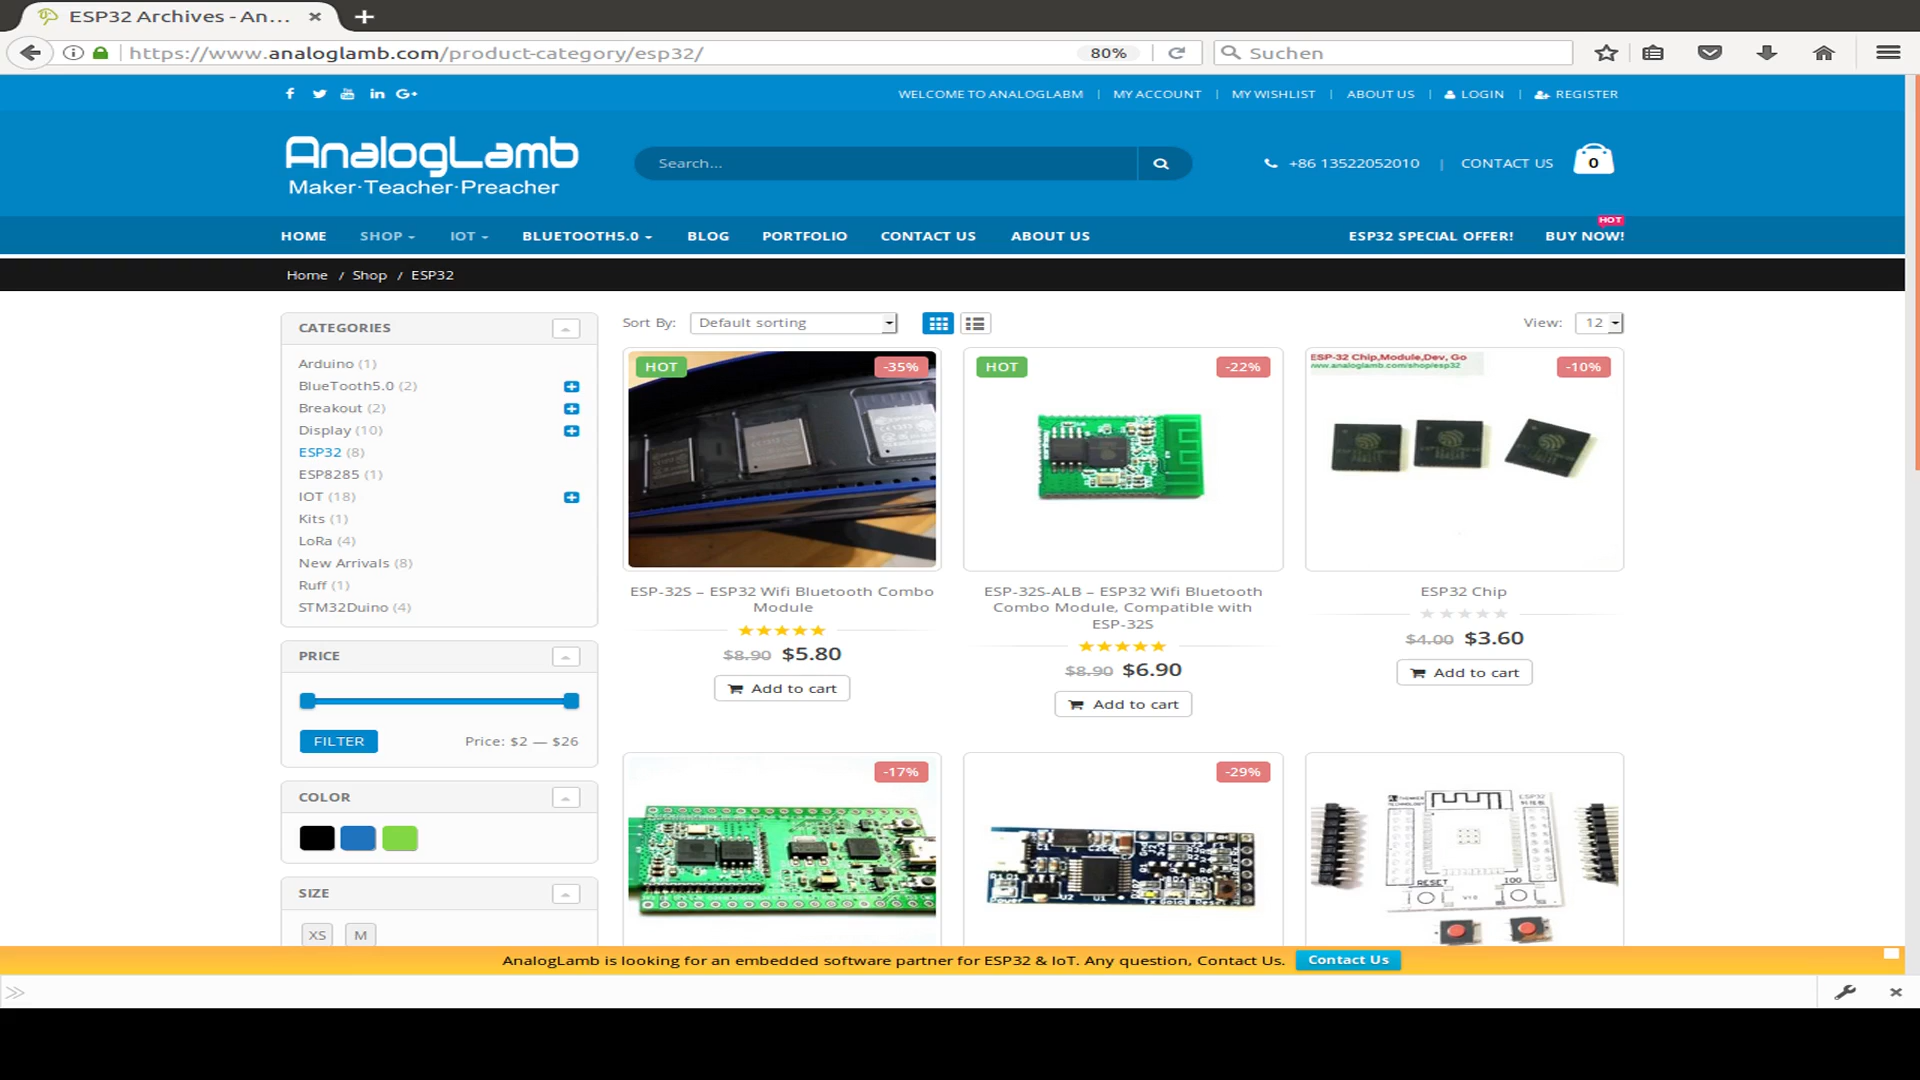 ESP32 Archives - An...
https://www.analoglamb.com/product-category/esp32/
80%
Suchen
WELCOME TO ANALOGLABM | MY ACCOUNT | MY WISHLIST | ABOUT US | LOGIN | REGISTER
AnalogLamb
Maker·Teacher·Preacher
Search...
+86 13522052010 | CONTACT US
0
HOT
HOME SHOP IOT BLUETOOTH5.0 BLOG PORTFOLIO CONTACT US ABOUT US ESP32 SPECIAL OFFER! BUY NOW!
Home / Shop / ESP32
CATEGORIES
Arduino (1)
BlueTooth5.0 (2)
Breakout (2)
Display (10)
ESP32 (8)
ESP8285 (1)
IOT (18)
Kits (1)
LoRa (4)
New Arrivals (8)
Ruff (1)
STM32Duino (4)
PRICE
FILTER Price: $2 — $26
COLOR
SIZE
XS M
Sort By: Default sorting
View: 12
HOT -35%
ESP-32S – ESP32 Wifi Bluetooth Combo
Module
$8.90 $5.80
Add to cart
HOT -22%
ESP-32S-ALB – ESP32 Wifi Bluetooth
Combo Module, Compatible with
ESP-32S
$8.90 $6.90
Add to cart
ESP-32 Chip,Module,Dev, Go
www.analoglamb.com/shop/esp32
-10%
ESP32 Chip
$4.00 $3.60
Add to cart
-17%
-29%
RESET
IO0
AnalogLamb is looking for an embedded software partner for ESP32 & IoT. Any question, Contact Us. Contact Us